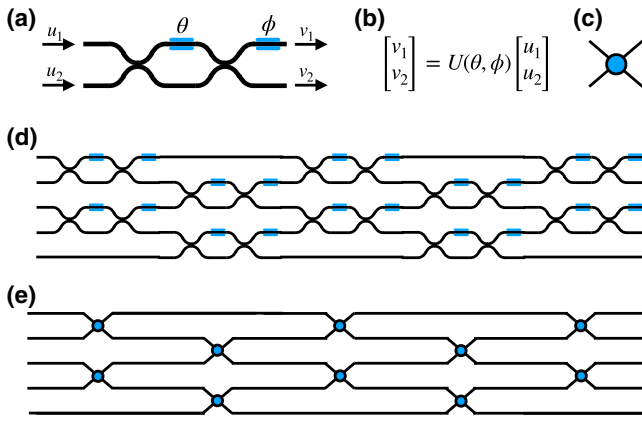 (a)
θ
ϕ
u1
v1
u2
v2
(b)
[v1 v2] = U(θ, ϕ) [u1 u2]
(c)
(d)
(e)